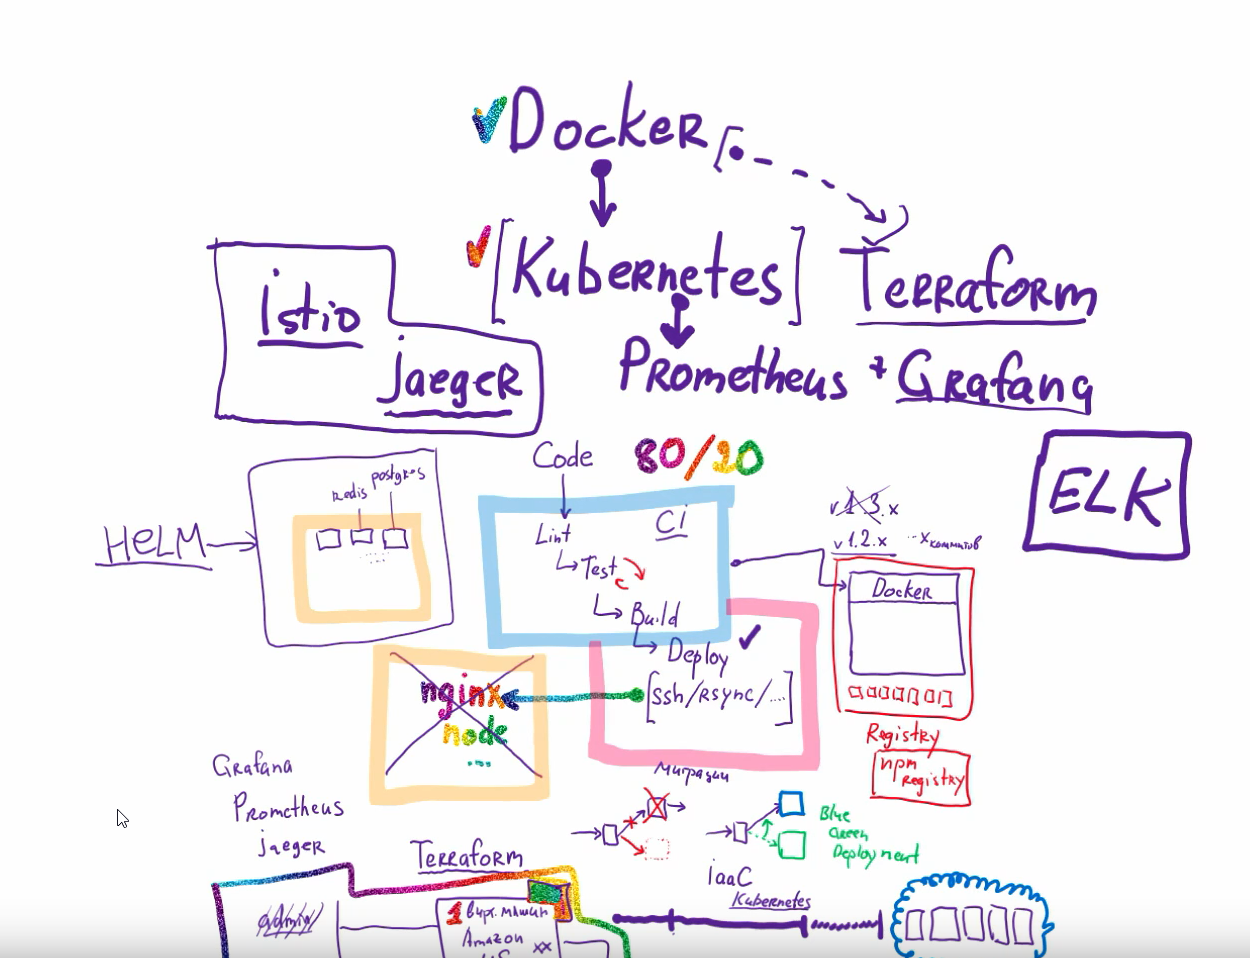 Docker
[Kubernetes]
Terraform
istio
jaeger
Prometheus + Grafana
80/20
Code
ELK
HELM
redis
postgres
Ci
Lint
Test
Build
Deploy
[ssh/rsync/....]
v1.3.x
v1.2.x
...x коммитов
Docker
Registry
npm
registry
nginx
node
...
миграции
Grafana
Prometheus
jaeger
Blue
Green
Deployment
iaaC
Kubernetes
Terraform
admin
1 Вирт. машин
Amazon
xx